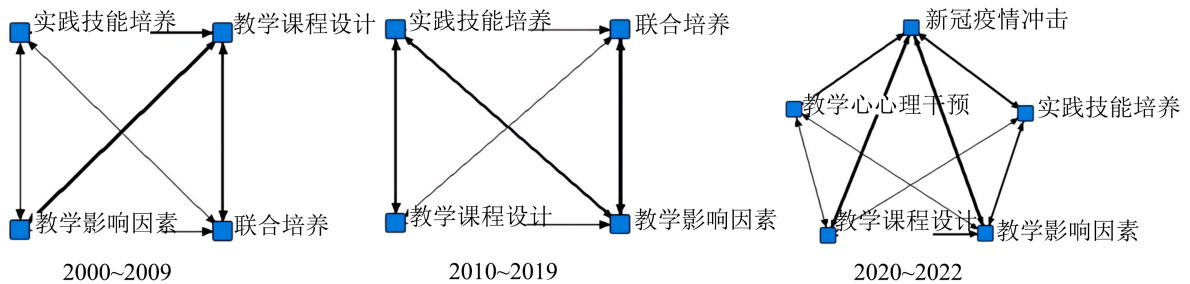 实践技能培养
教学课程设计
教学影响因素
联合培养
2000~2009
实践技能培养
联合培养
教学课程设计
教学影响因素
2010~2019
新冠疫情冲击
教学心心理干预
实践技能培养
教学课程设计
教学影响因素
2020~2022